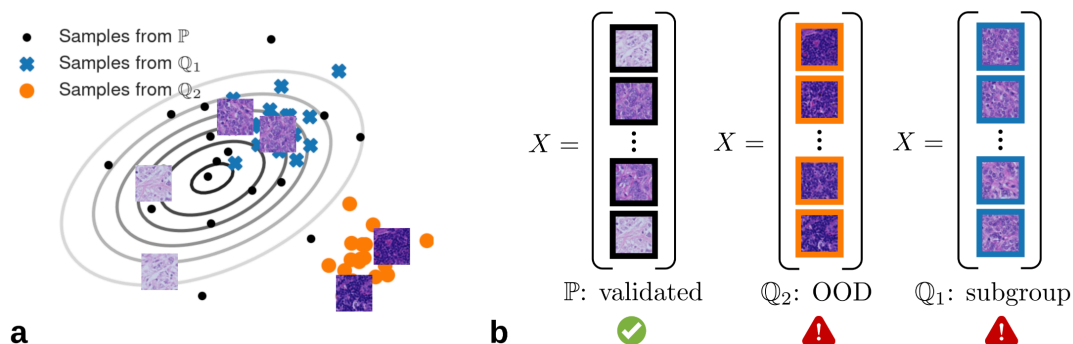 Samples from ℙ
Samples from ℚ₁
Samples from ℚ₂
a
X =
⋮
ℙ: validated
X =
⋮
ℚ₂: OOD
X =
⋮
ℚ₁: subgroup
b